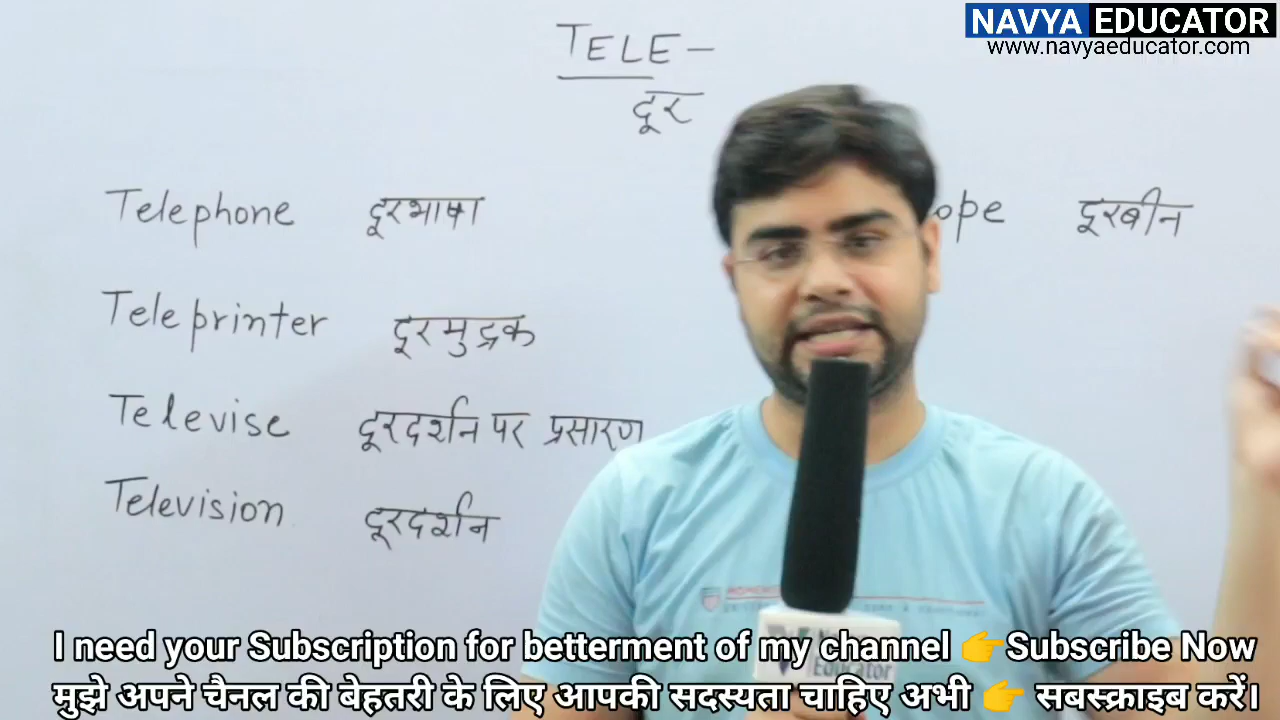 NAVYA EDUCATOR
www.navyaeducator.com
TELE-
दूर
Telephone दूरभाषा
ope दूरबीन
Teleprinter दूरमुद्रक
Televise दूरदर्शन पर प्रसारण
Television दूरदर्शन
Educator
I need your Subscription for betterment of my channel 👉Subscribe Now
मुझे अपने चैनल की बेहतरी के लिए आपकी सदस्यता चाहिए अभी 👉 सबस्क्राइब करें।